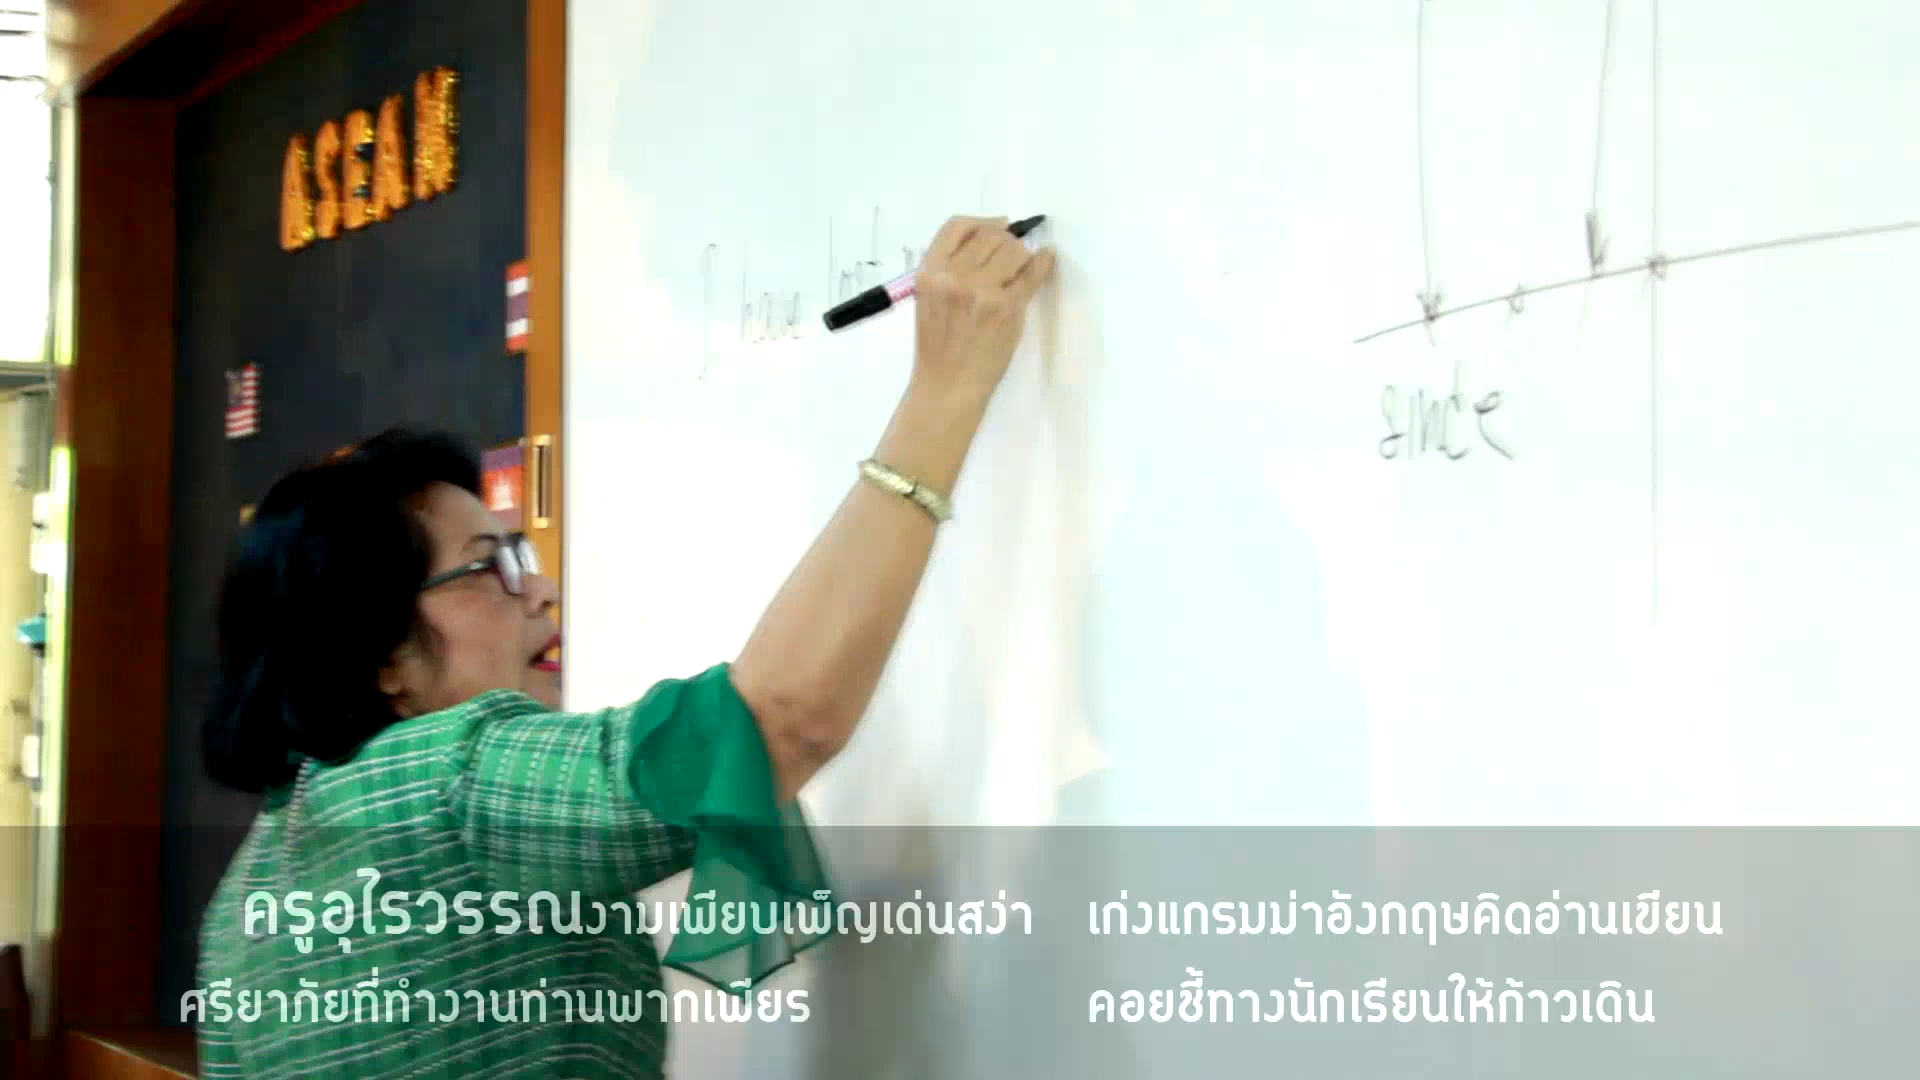 ASEAN
I have
since
ครูอุไรวรรณงามเพียบเพ็ญเด่นสง่า เก่งแกรมม่าอังกฤษคิดอ่านเขียน
ศรียาภัยที่ทำงานท่านพากเพียร คอยชี้ทางนักเรียนให้ก้าวเดิน